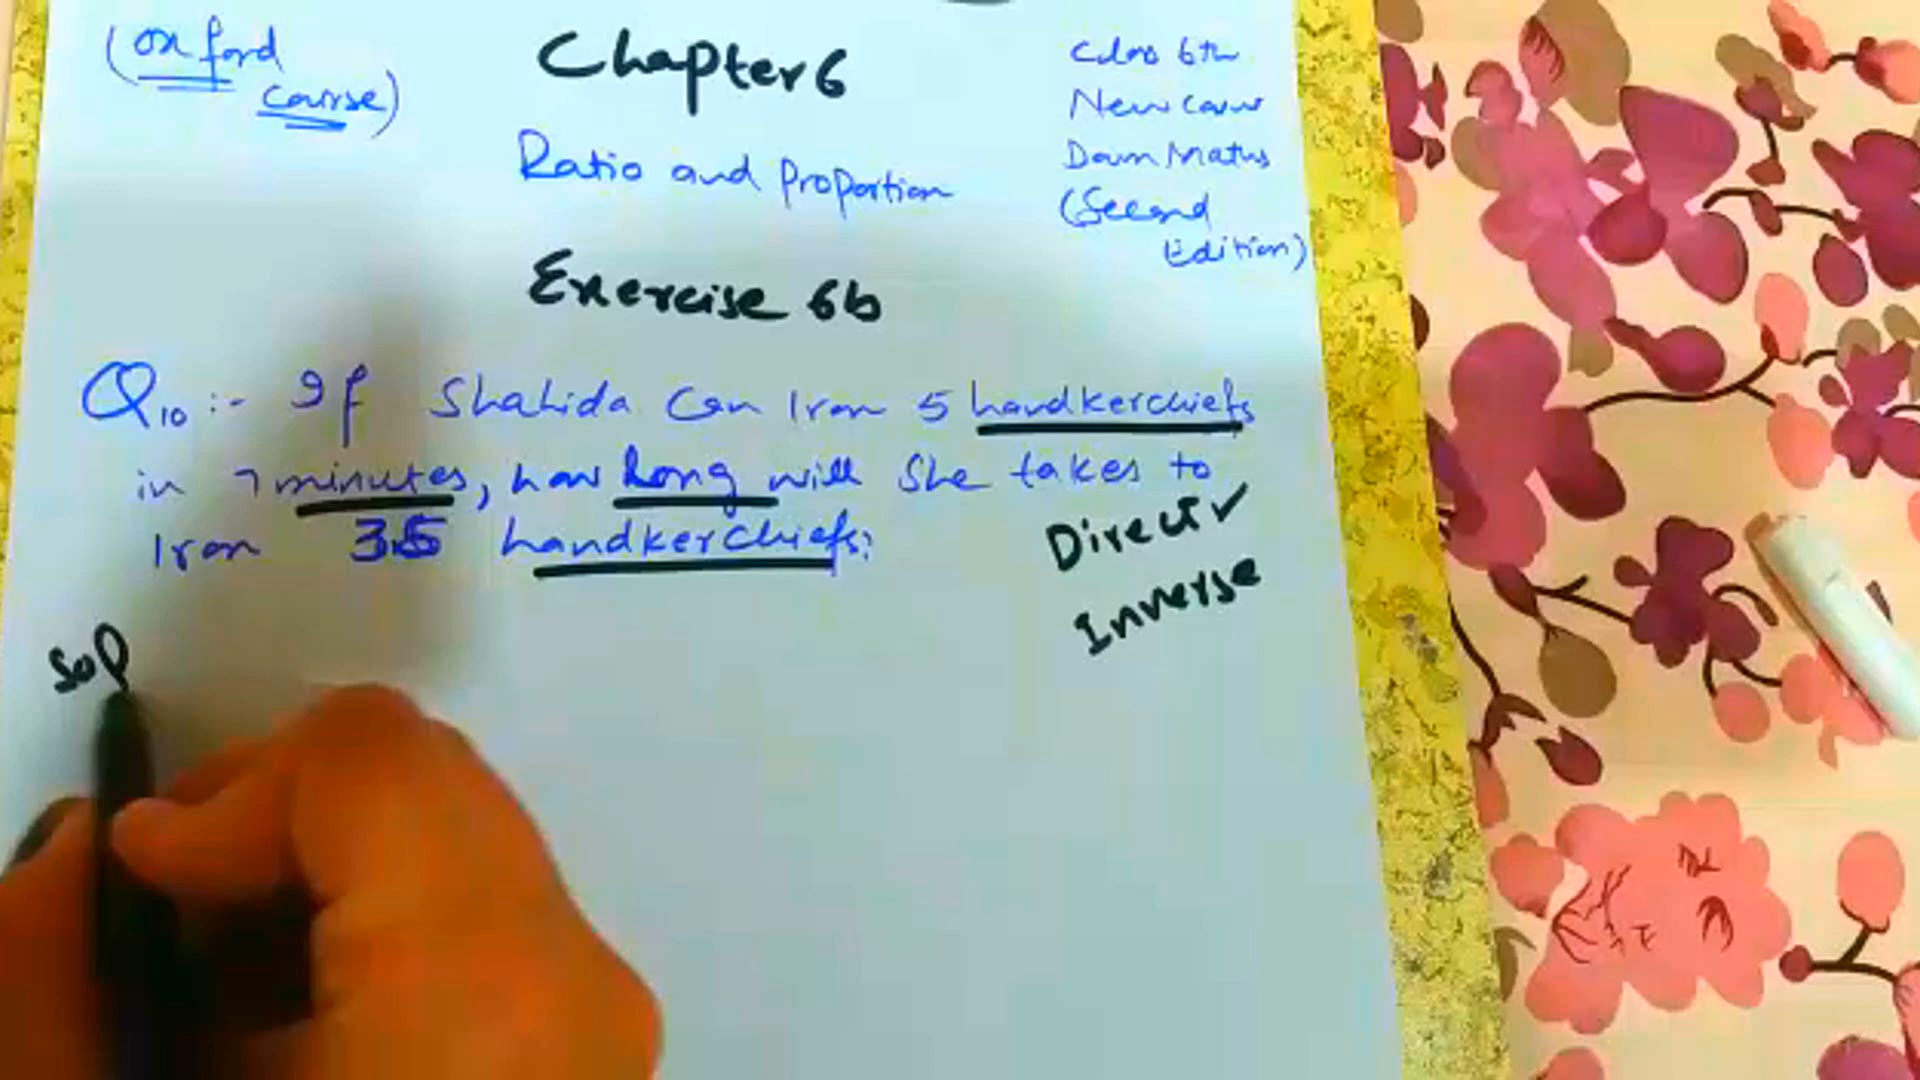 (Oxford
course)
Chapter 6
Ratio and Proportion
Class 6th
New
Maths
(Second
Edition)
Exercise 6b
Q10 :- If Shahida Can Iron 5 handkerchiefs
in 7 minutes, how long will She takes to
Iron 35 handkerchiefs?
Direct ✓
Inverse
Sol